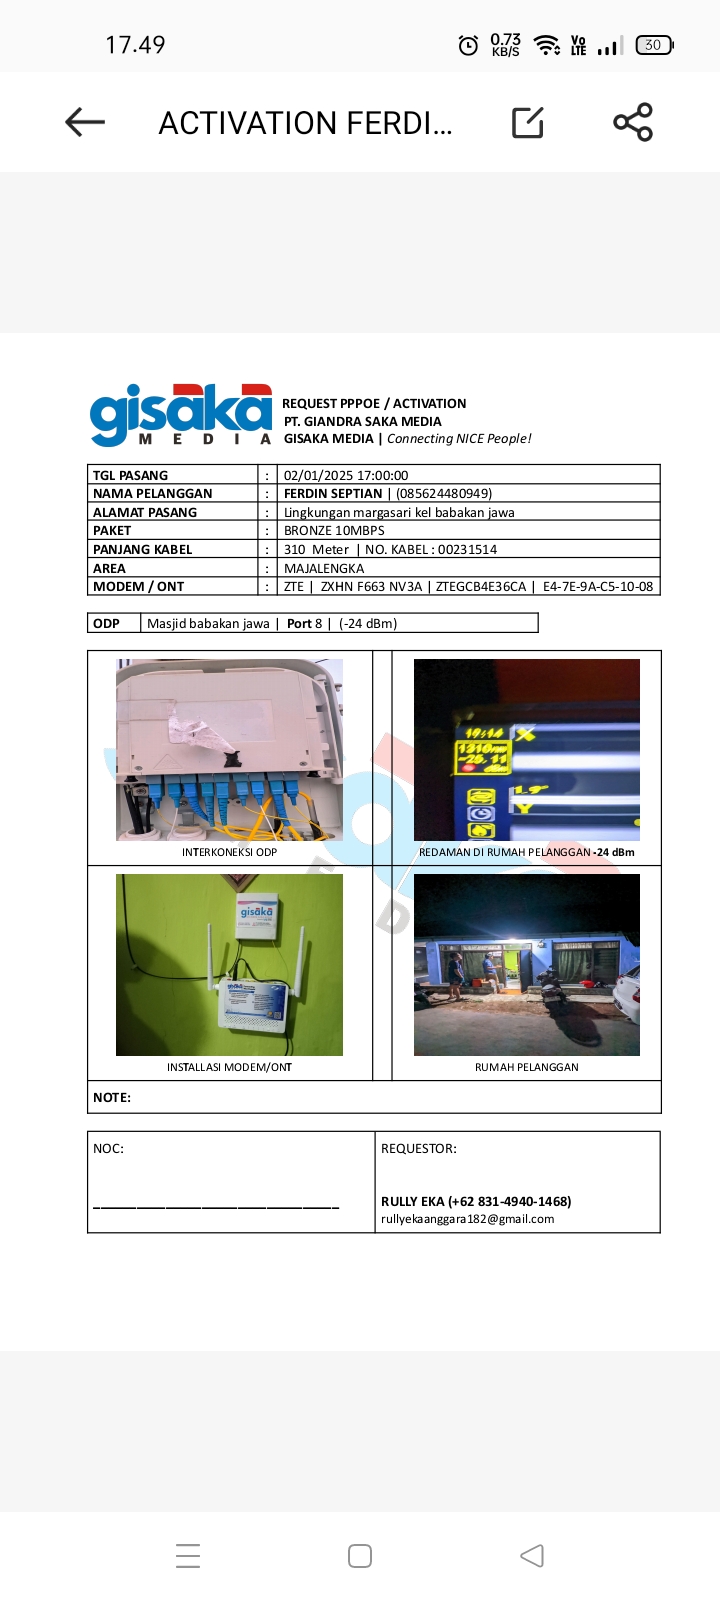 17.49
0.73
KB/S
Vo
LTE
30
ACTIVATION FERDI...
gisaka
MEDIA
REQUEST PPPOE / ACTIVATION
PT. GIANDRA SAKA MEDIA
GISAKA MEDIA | Connecting NICE People!
TGL PASANG : 02/01/2025 17:00:00
NAMA PELANGGAN : FERDIN SEPTIAN | (085624480949)
ALAMAT PASANG : Lingkungan margasari kel babakan jawa
PAKET : BRONZE 10MBPS
PANJANG KABEL : 310 Meter | NO. KABEL : 00231514
AREA : MAJALENGKA
MODEM / ONT : ZTE | ZXHN F663 NV3A | ZTEGCB4E36CA | E4-7E-9A-C5-10-08
ODP Masjid babakan jawa | Port 8 | (-24 dBm)
19:14
1310nm
dBm
INTERKONEKSI ODP
REDAMAN DI RUMAH PELANGGAN -24 dBm
gisaka
gisaka
INSTALLASI MODEM/ONT
RUMAH PELANGGAN
NOTE:
NOC:
REQUESTOR:
RULLY EKA (+62 831-4940-1468)
rullyekaanggara182@gmail.com